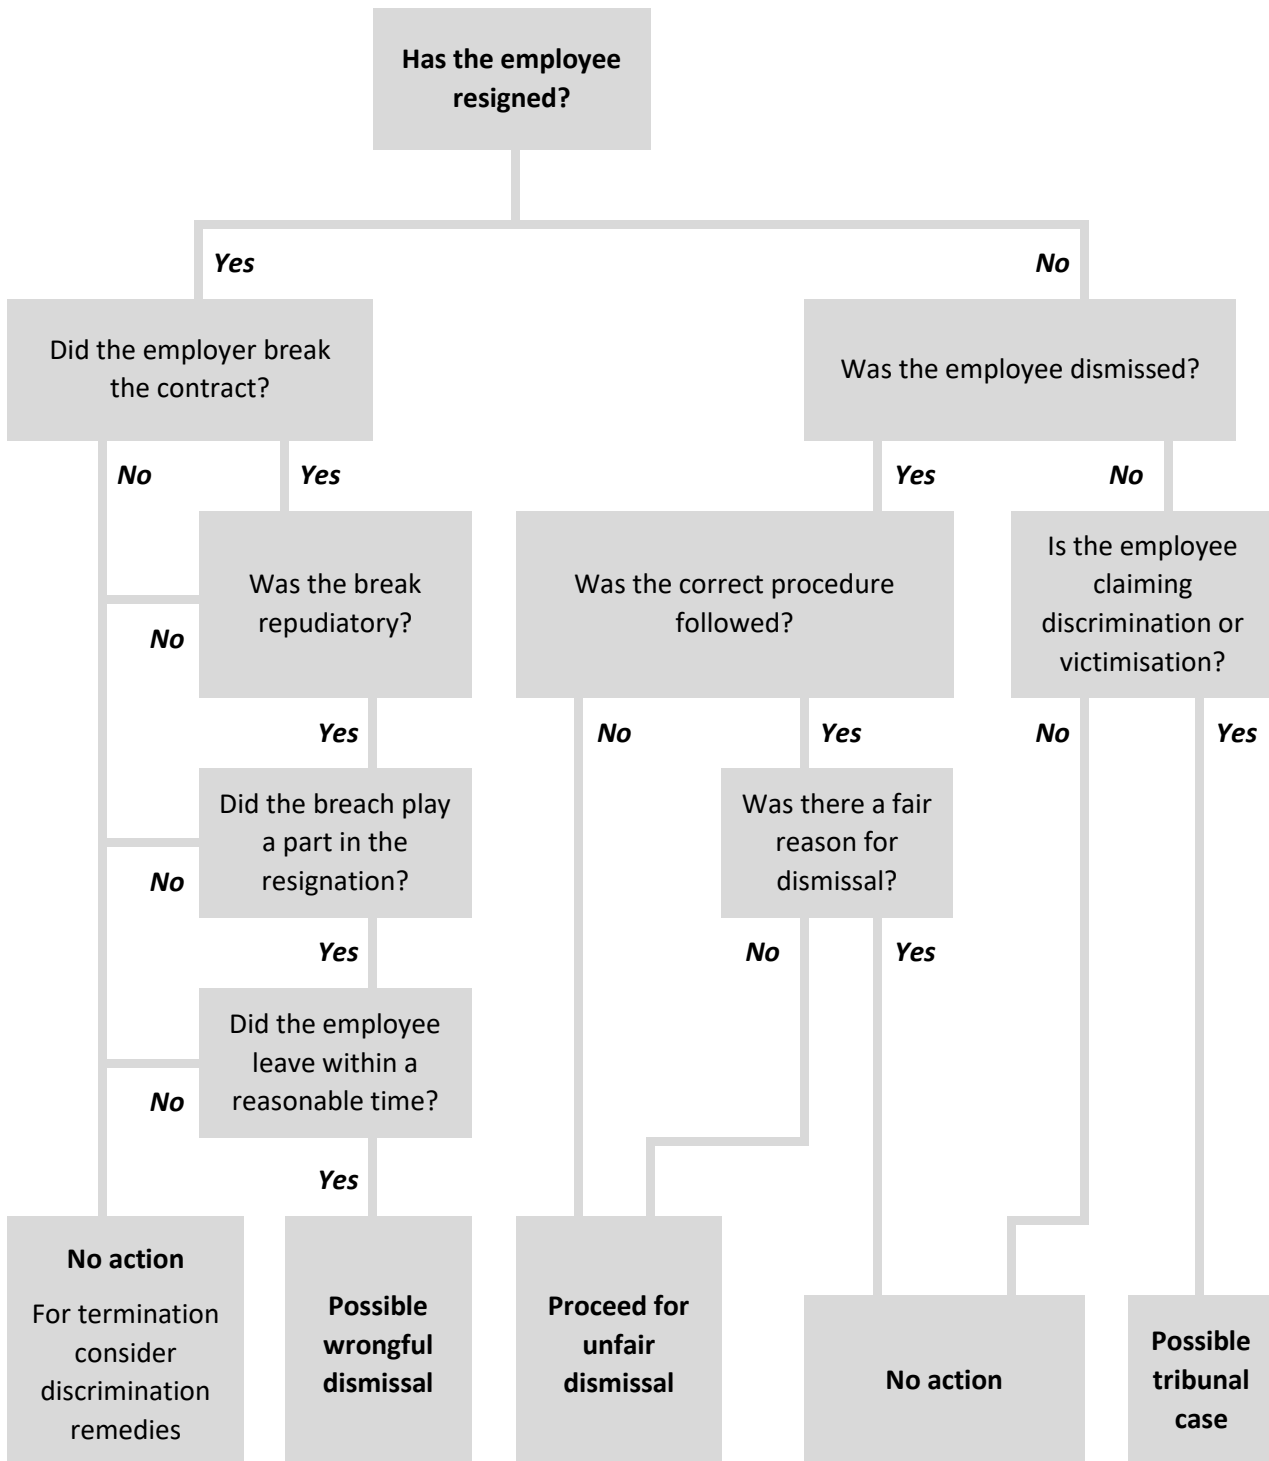 Has the employee
resigned?
Yes
No
Did the employer break
the contract?
Was the employee dismissed?
No
Yes
Yes
No
Was the break
repudiatory?
Was the correct procedure
followed?
Is the employee
claiming
discrimination or
victimisation?
No
Yes
No
Yes
No
Yes
Did the breach play
a part in the
resignation?
Was there a fair
reason for
dismissal?
No
Yes
No
Yes
Did the employee
leave within a
reasonable time?
No
Yes
No action
For termination
consider
discrimination
remedies
Possible
wrongful
dismissal
Proceed for
unfair
dismissal
No action
Possible
tribunal
case